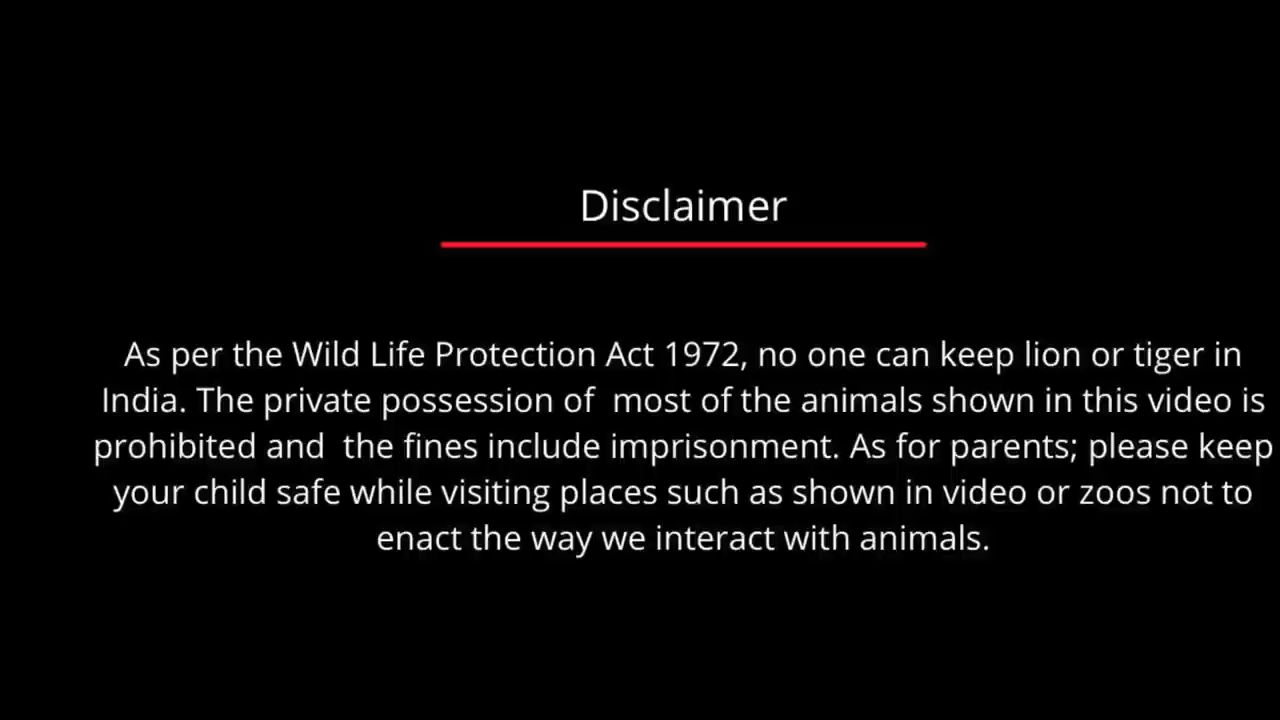 Disclaimer
As per the Wild Life Protection Act 1972, no one can keep lion or tiger in
India. The private possession of  most of the animals shown in this video is
prohibited and  the fines include imprisonment. As for parents; please keep
your child safe while visiting places such as shown in video or zoos not to
enact the way we interact with animals.